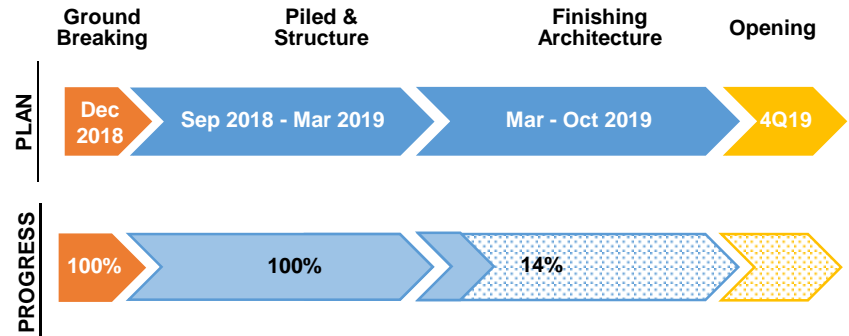 Ground
Breaking
Piled &
Structure
Finishing
Architecture
Opening
PLAN
Dec
2018
Sep 2018 - Mar 2019
Mar - Oct 2019
4Q19
PROGRESS
100%
100%
14%